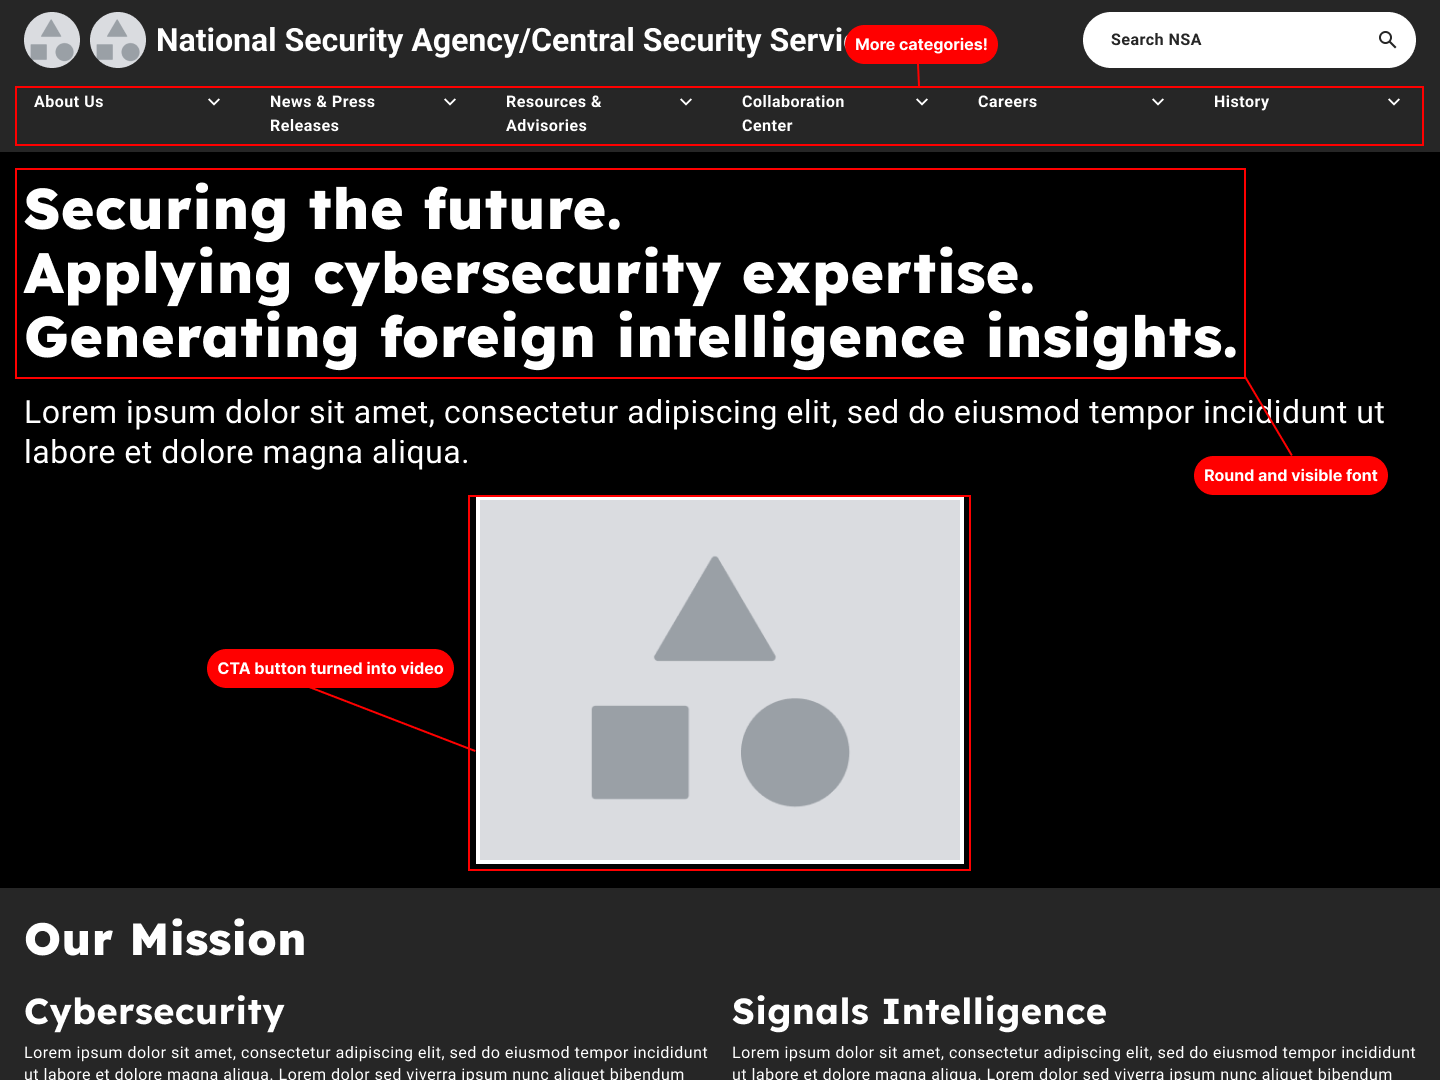 National Security Agency/Central Security Servi
More categories!
Search NSA
About Us
News & Press
Releases
Resources &
Advisories
Collaboration
Center
Careers
History
Securing the future.
Applying cybersecurity expertise.
Generating foreign intelligence insights.
Lorem ipsum dolor sit amet, consectetur adipiscing elit, sed do eiusmod tempor incididunt ut
labore et dolore magna aliqua.
Round and visible font
CTA button turned into video
Our Mission
Cybersecurity
Lorem ipsum dolor sit amet, consectetur adipiscing elit, sed do eiusmod tempor incididunt
ut labore et dolore magna aliqua. Lorem dolor sed viverra ipsum nunc aliquet bibendum
Signals Intelligence
Lorem ipsum dolor sit amet, consectetur adipiscing elit, sed do eiusmod tempor incididunt
ut labore et dolore magna aliqua. Lorem dolor sed viverra ipsum nunc aliquet bibendum